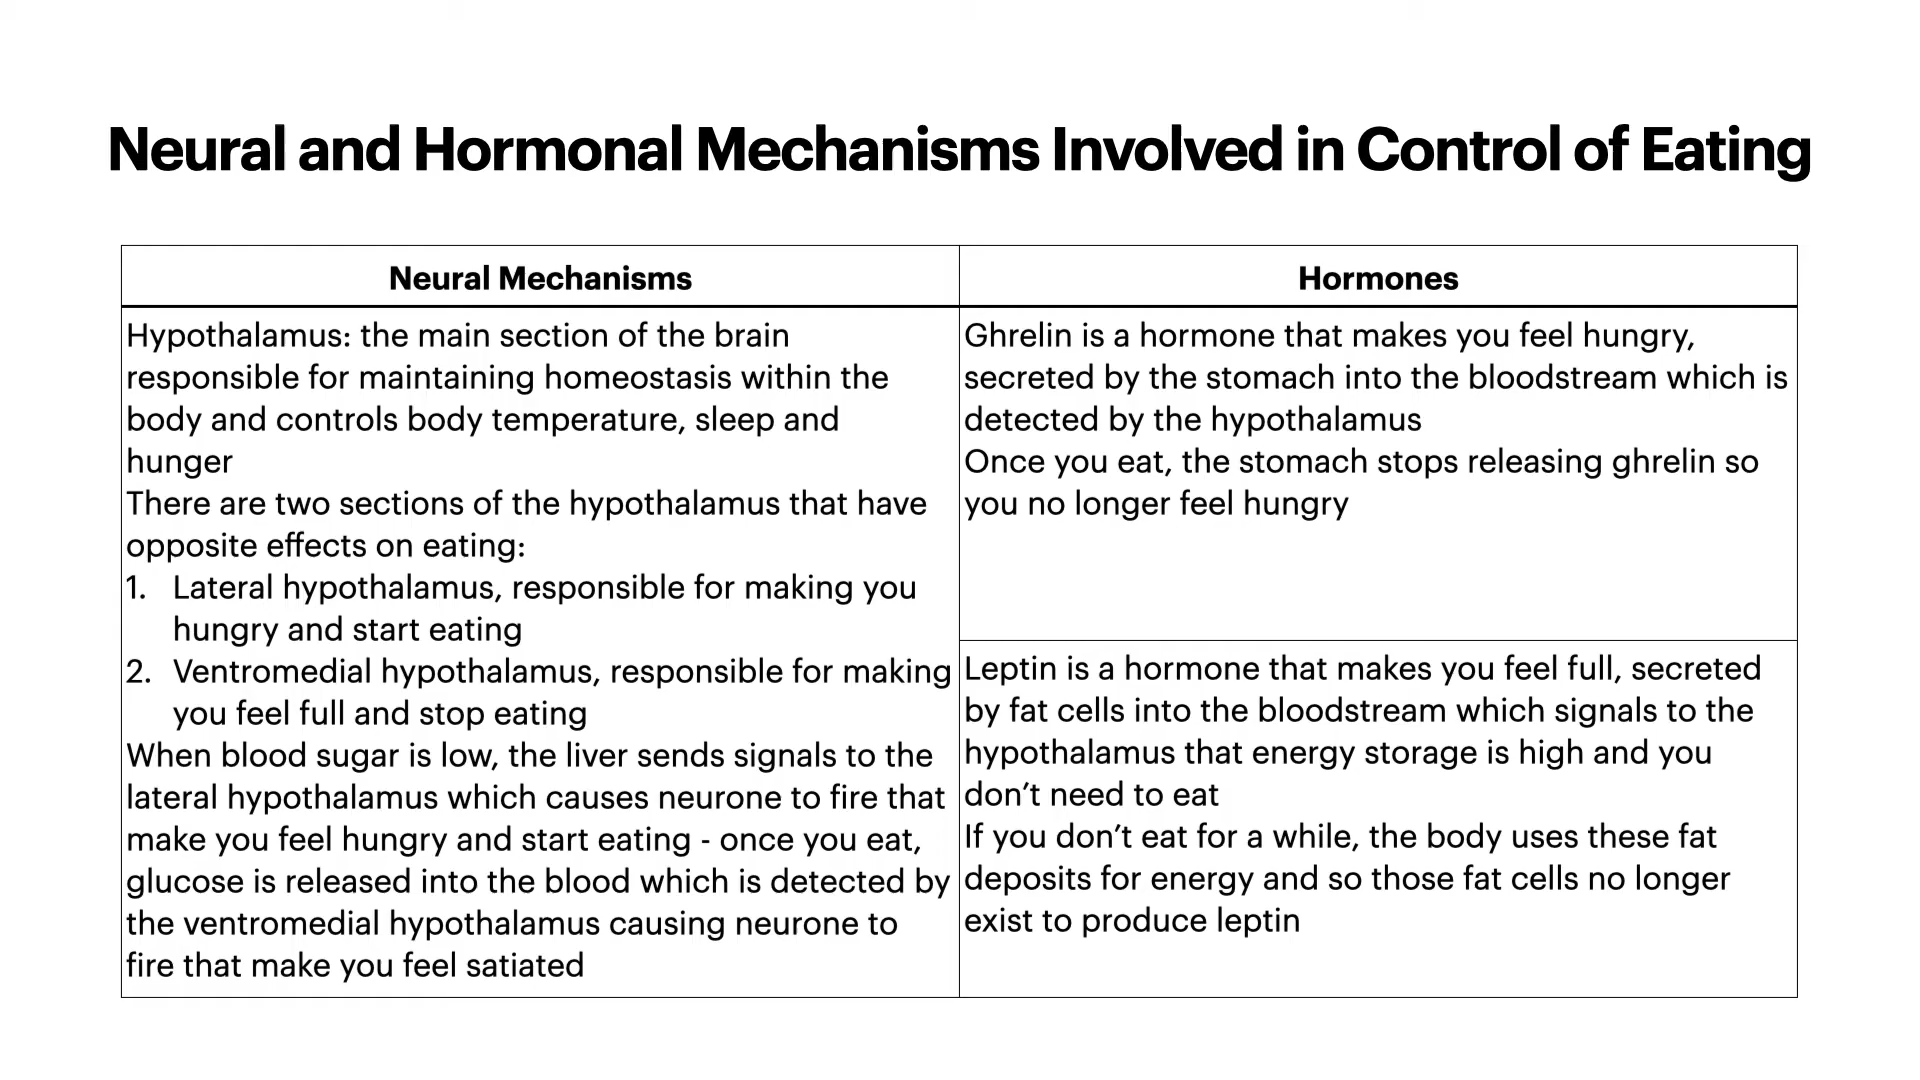 Neural and Hormonal Mechanisms Involved in Control of Eating
Neural Mechanisms
Hypothalamus: the main section of the brain
responsible for maintaining homeostasis within the
body and controls body temperature, sleep and
hunger
There are two sections of the hypothalamus that have
opposite effects on eating:
1. Lateral hypothalamus, responsible for making you
hungry and start eating
2. Ventromedial hypothalamus, responsible for making
you feel full and stop eating
When blood sugar is low, the liver sends signals to the
lateral hypothalamus which causes neurone to fire that
make you feel hungry and start eating - once you eat,
glucose is released into the blood which is detected by
the ventromedial hypothalamus causing neurone to
fire that make you feel satiated
Hormones
Ghrelin is a hormone that makes you feel hungry,
secreted by the stomach into the bloodstream which is
detected by the hypothalamus
Once you eat, the stomach stops releasing ghrelin so
you no longer feel hungry
Leptin is a hormone that makes you feel full, secreted
by fat cells into the bloodstream which signals to the
hypothalamus that energy storage is high and you
don’t need to eat
If you don’t eat for a while, the body uses these fat
deposits for energy and so those fat cells no longer
exist to produce leptin